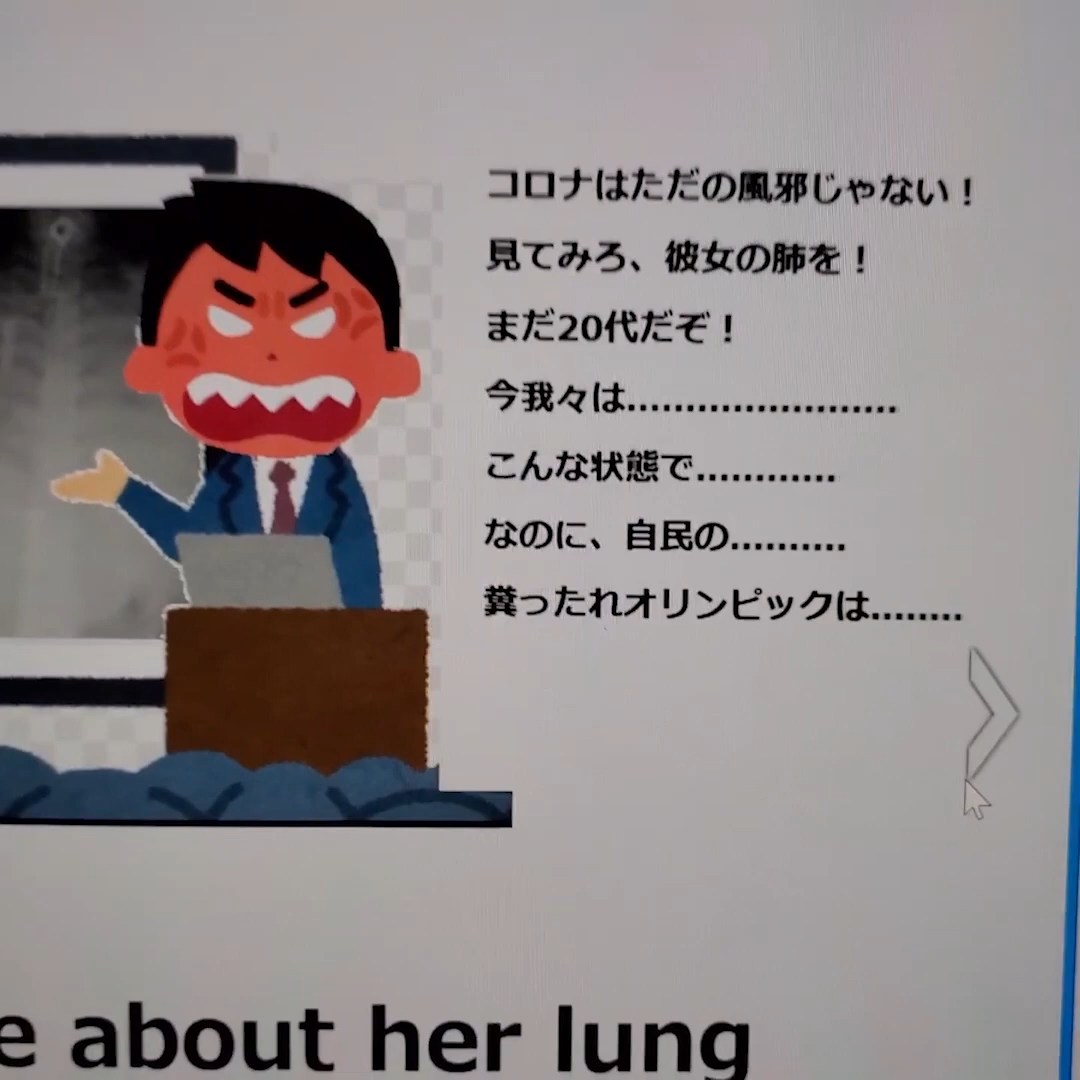 コロナはただの風邪じゃない！
見てみろ、彼女の肺を！
まだ20代だぞ！
今我々は.......................
こんな状態で............
なのに、自民の..........
糞ったれオリンピックは........
e about her lung